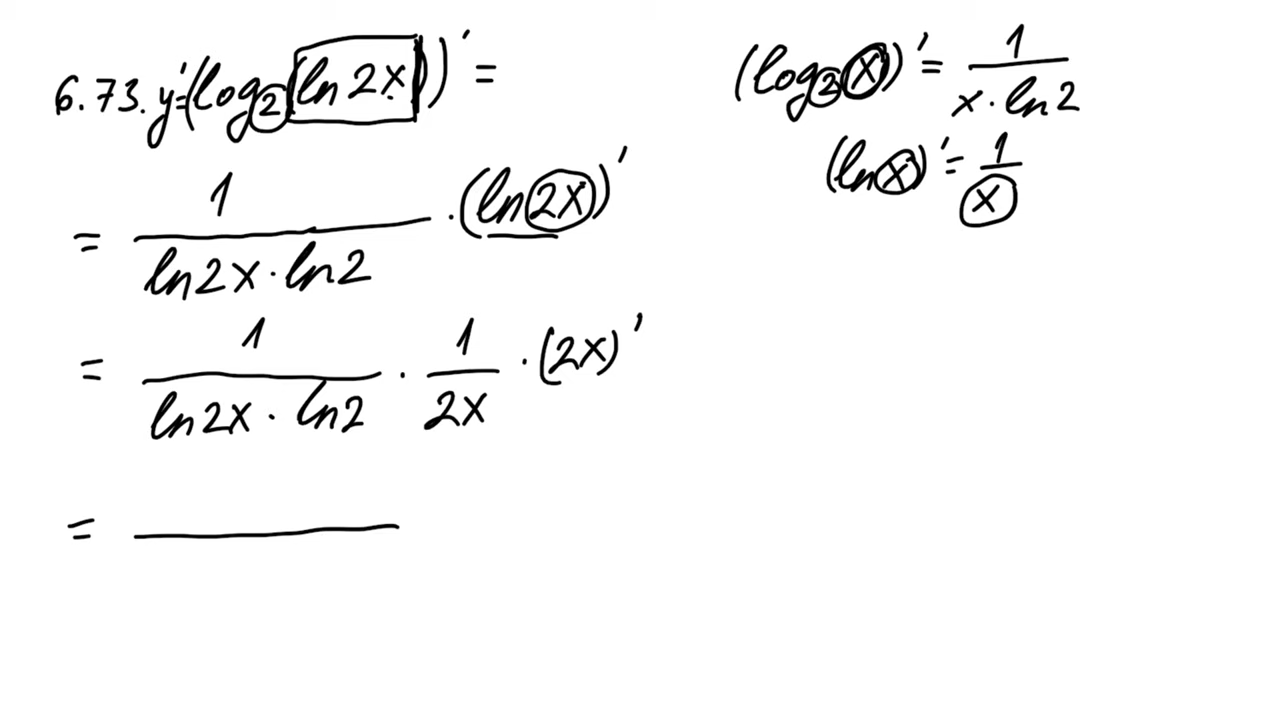 6.73. y'=(log₂(ln 2x))' =
= 1/(ln2x · ln2) · (ln 2x)'
= 1/(ln2x · ln2) · 1/2x · (2x)'
=
(log₂(x))' = 1/(x · ln2)
(ln x)' = 1/x